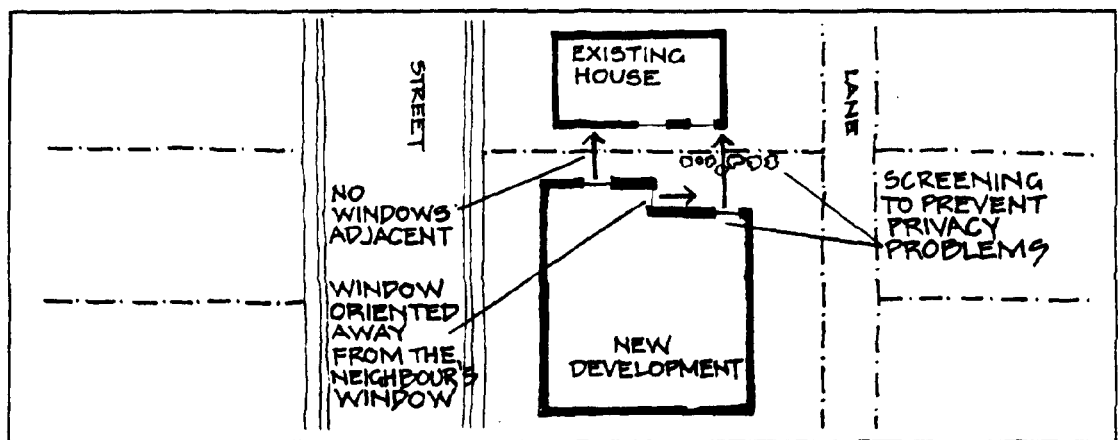 EXISTING
HOUSE
STREET
LANE
NO
WINDOWS
ADJACENT
SCREENING
TO PREVENT
PRIVACY
PROBLEMS
WINDOW
ORIENTED
AWAY
FROM THE
NEIGHBOUR'S
WINDOW
NEW
DEVELOPMENT